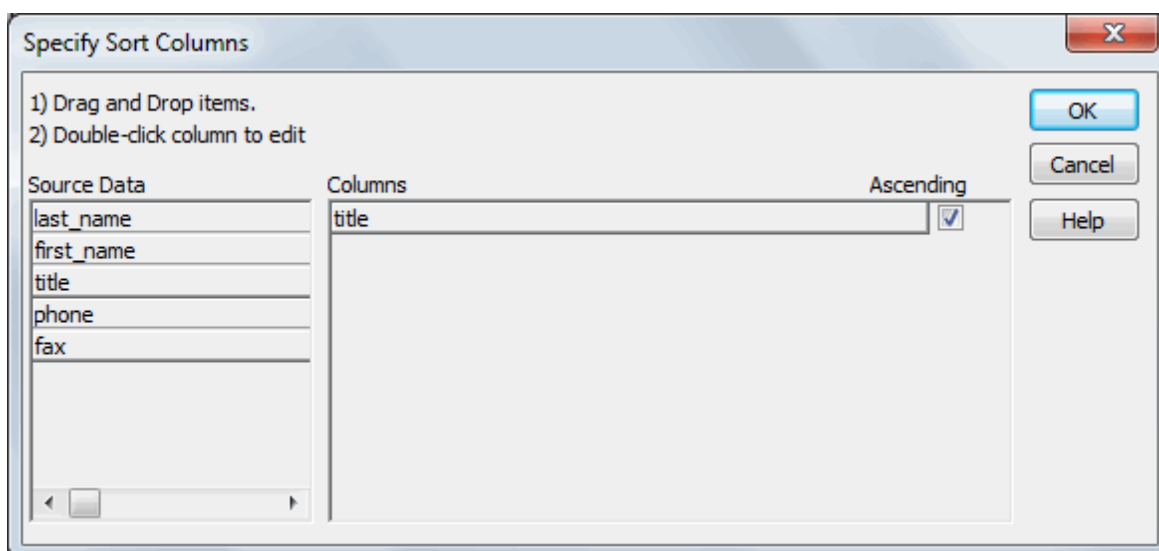 Specify Sort Columns
1) Drag and Drop items.
2) Double-click column to edit
OK
Cancel
Help
Source Data
last_name
first_name
title
phone
fax
Columns Ascending
title